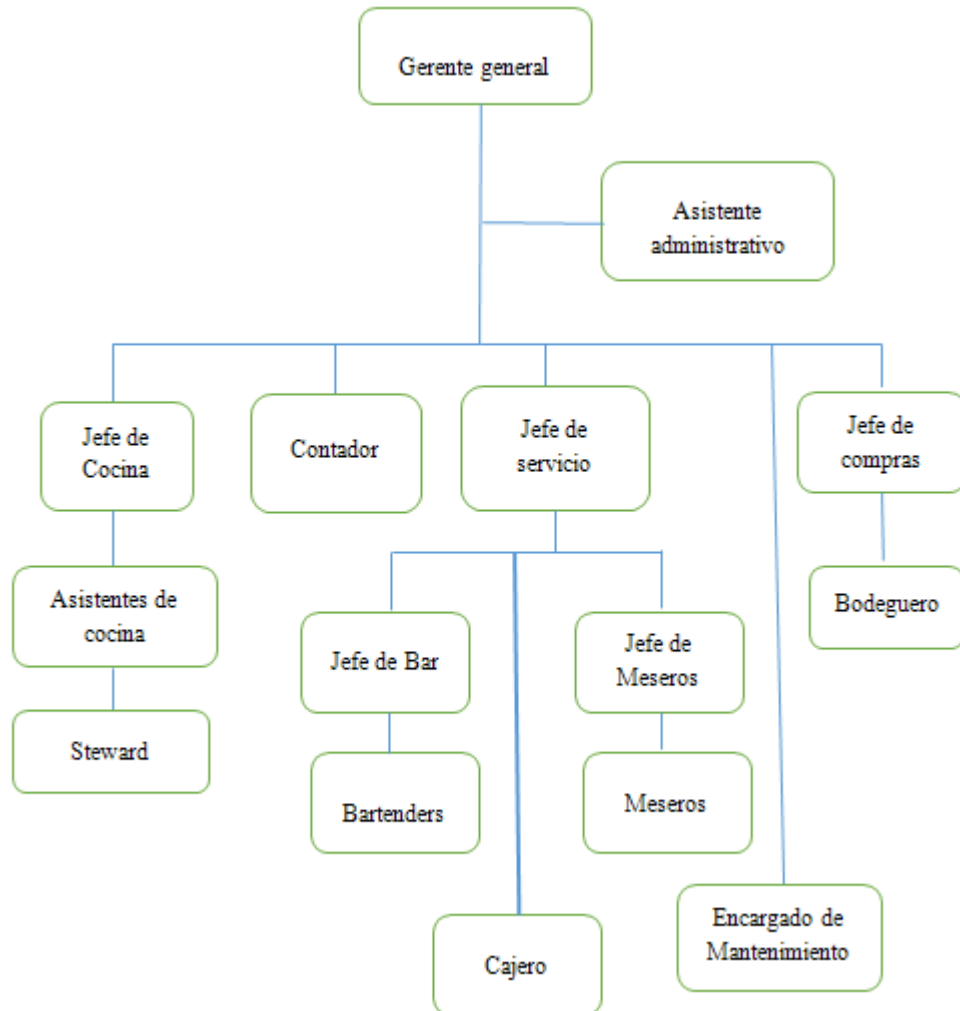 Gerente general
Asistente
administrativo
Jefe de
Cocina
Contador
Jefe de
servicio
Jefe de
compras
Asistentes de
cocina
Bodeguero
Jefe de Bar
Jefe de
Meseros
Steward
Bartenders
Meseros
Cajero
Encargado de
Mantenimiento